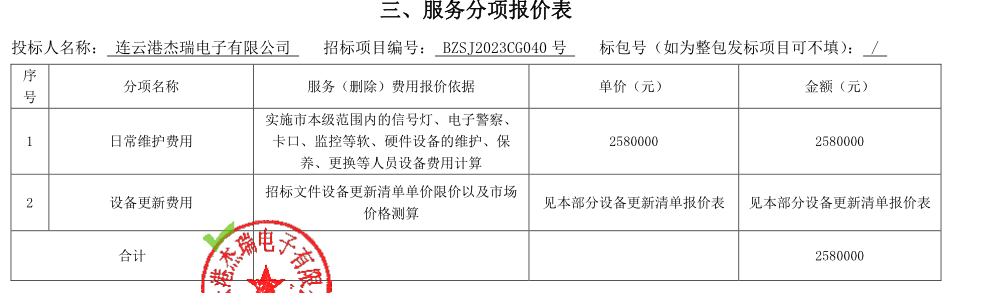 三、服务分项报价表
投标人名称： 连云港杰瑞电子有限公司 招标项目编号： BZSJ2023CG040 号 标包号（如为整包发标项目可不填）： /
序号 分项名称 服务（删除）费用报价依据 单价（元） 金额（元）
1 日常维护费用 实施市本级范围内的信号灯、电子警察、
卡口、监控等软、硬件设备的维护、保
养、更换等人员设备费用计算 2580000 2580000
2 设备更新费用 招标文件设备更新清单单价限价以及市场
价格测算 见本部分设备更新清单报价表 见本部分设备更新清单报价表
合计 2580000
港杰瑞电子有限